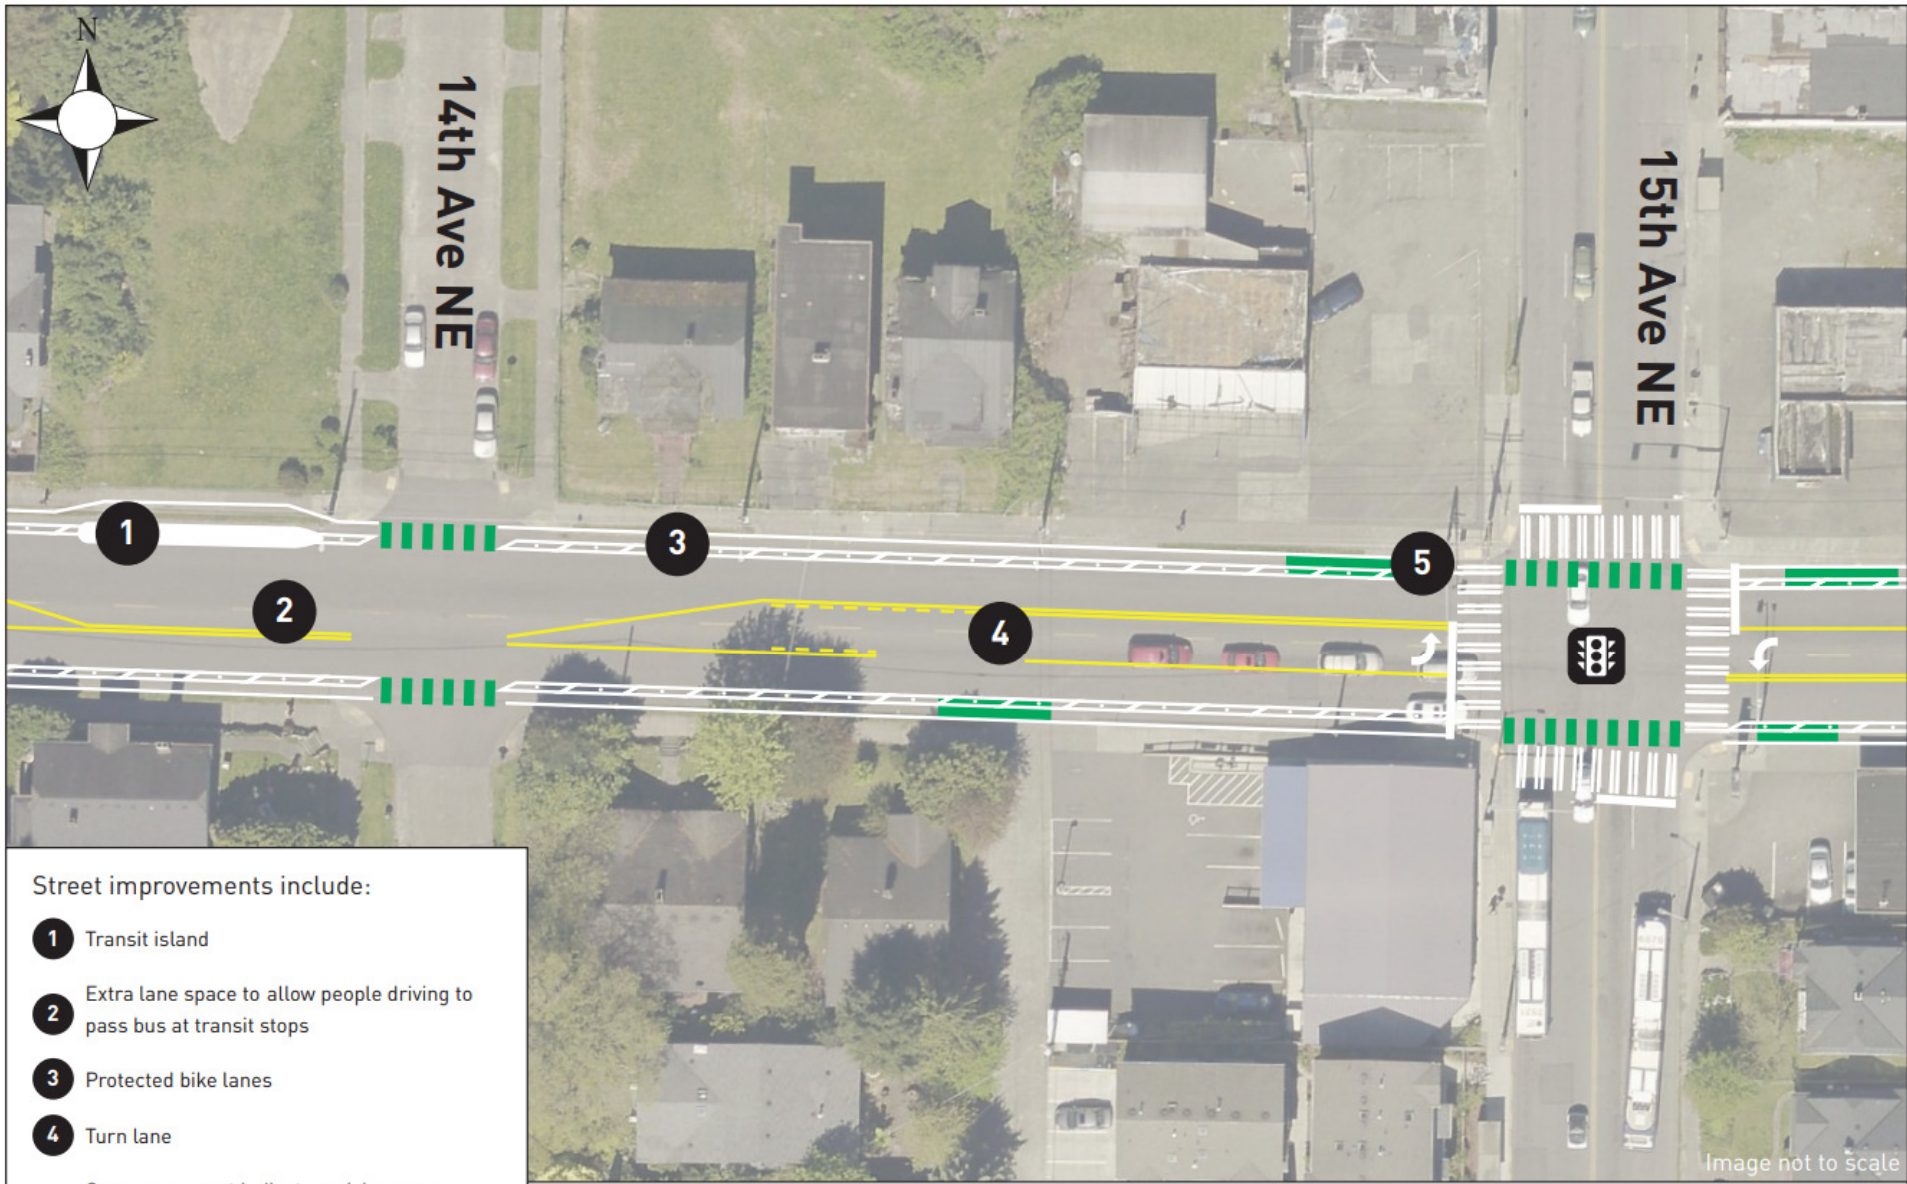 N
14th Ave NE
15th Ave NE
1
2
3
4
5
Street improvements include:
1 Transit island
2 Extra lane space to allow people driving to
pass bus at transit stops
3 Protected bike lanes
4 Turn lane
Image not to scale